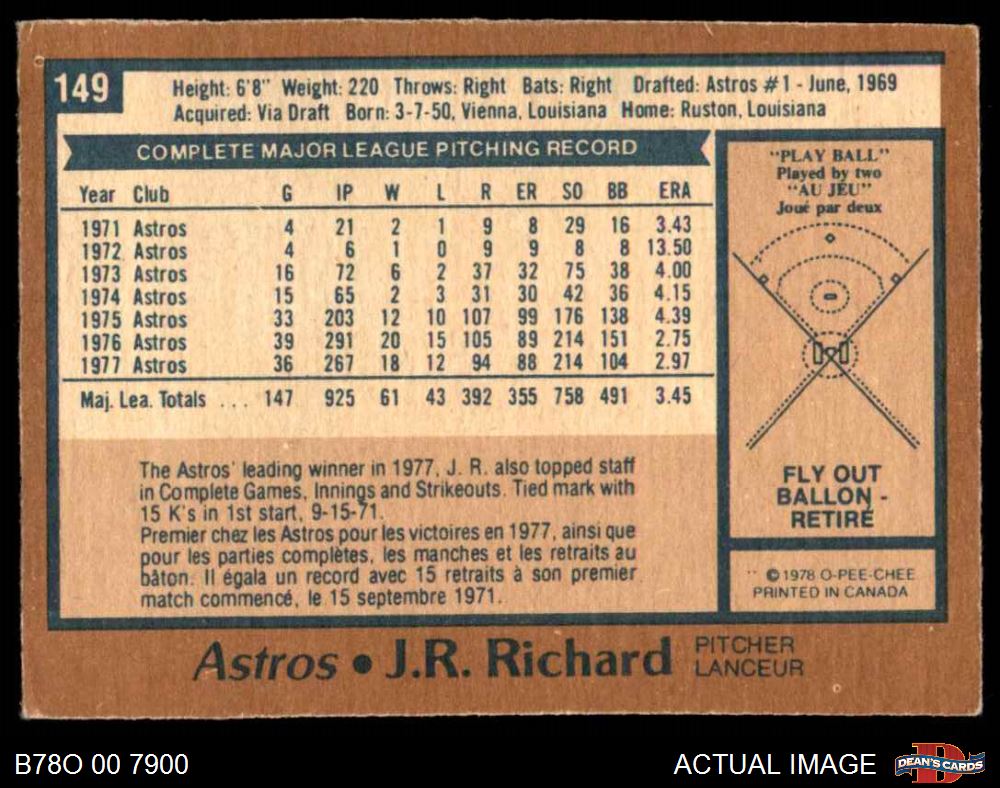 149
Height: 6'8" Weight: 220 Throws: Right Bats: Right Drafted: Astros #1 - June, 1969
Acquired: Via Draft Born: 3-7-50, Vienna, Louisiana Home: Ruston, Louisiana
COMPLETE MAJOR LEAGUE PITCHING RECORD
Year Club G IP W L R ER SO BB ERA
1971 Astros 4 21 2 1 9 8 29 16 3.43
1972 Astros 4 6 1 0 9 9 8 8 13.50
1973 Astros 16 72 6 2 37 32 75 38 4.00
1974 Astros 15 65 2 3 31 30 42 36 4.15
1975 Astros 33 203 12 10 107 99 176 138 4.39
1976 Astros 39 291 20 15 105 89 214 151 2.75
1977 Astros 36 267 18 12 94 88 214 104 2.97
Maj. Lea. Totals ... 147 925 61 43 392 355 758 491 3.45
The Astros' leading winner in 1977, J. R. also topped staff
in Complete Games, Innings and Strikeouts. Tied mark with
15 K's in 1st start, 9-15-71.
Premier chez les Astros pour les victoires en 1977, ainsi que
pour les parties complètes, les manches et les retraits au
bâton. Il égala un record avec 15 retraits à son premier
match commencé, le 15 septembre 1971.
"PLAY BALL"
Played by two
"AU JEU"
Joué par deux
FLY OUT
BALLON -
RETIRÉ
©1978 O-PEE-CHEE
PRINTED IN CANADA
Astros • J.R. Richard PITCHER
LANCEUR
B78O 00 7900
ACTUAL IMAGE
DEAN'S CARDS